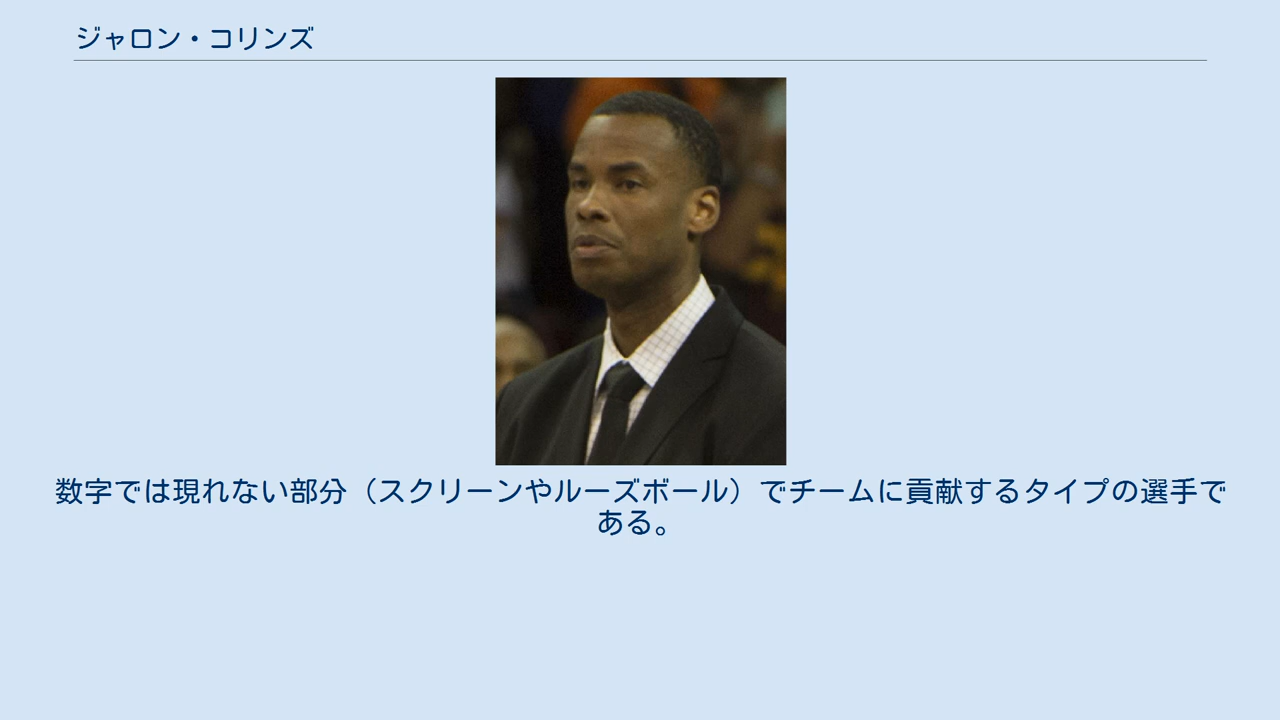 ジャロン・コリンズ
数字では現れない部分（スクリーンやルーズボール）でチームに貢献するタイプの選手で
ある。